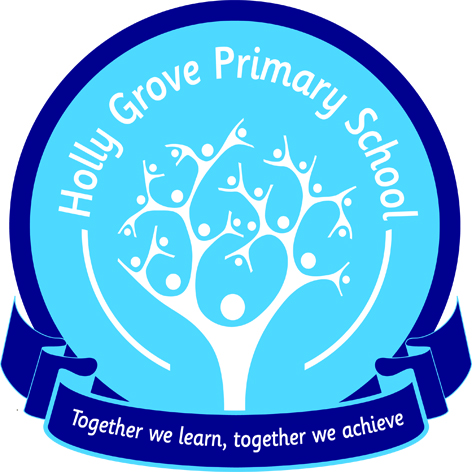 Holly Grove Primary School
Together we learn, together we achieve